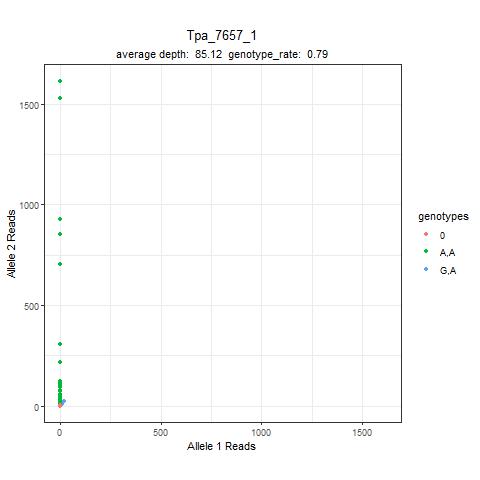 Tpa_7657_1
average depth: 85.12 genotype_rate: 0.79
Allele 2 Reads
1500
1000
500
0
0 500 1000 1500
Allele 1 Reads
genotypes
0
A,A
G,A